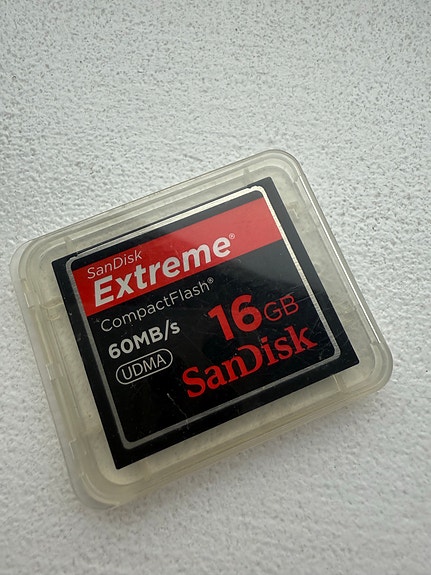 SanDisk
Extreme®
CompactFlash®
60MB/s 16GB
UDMA SanDisk